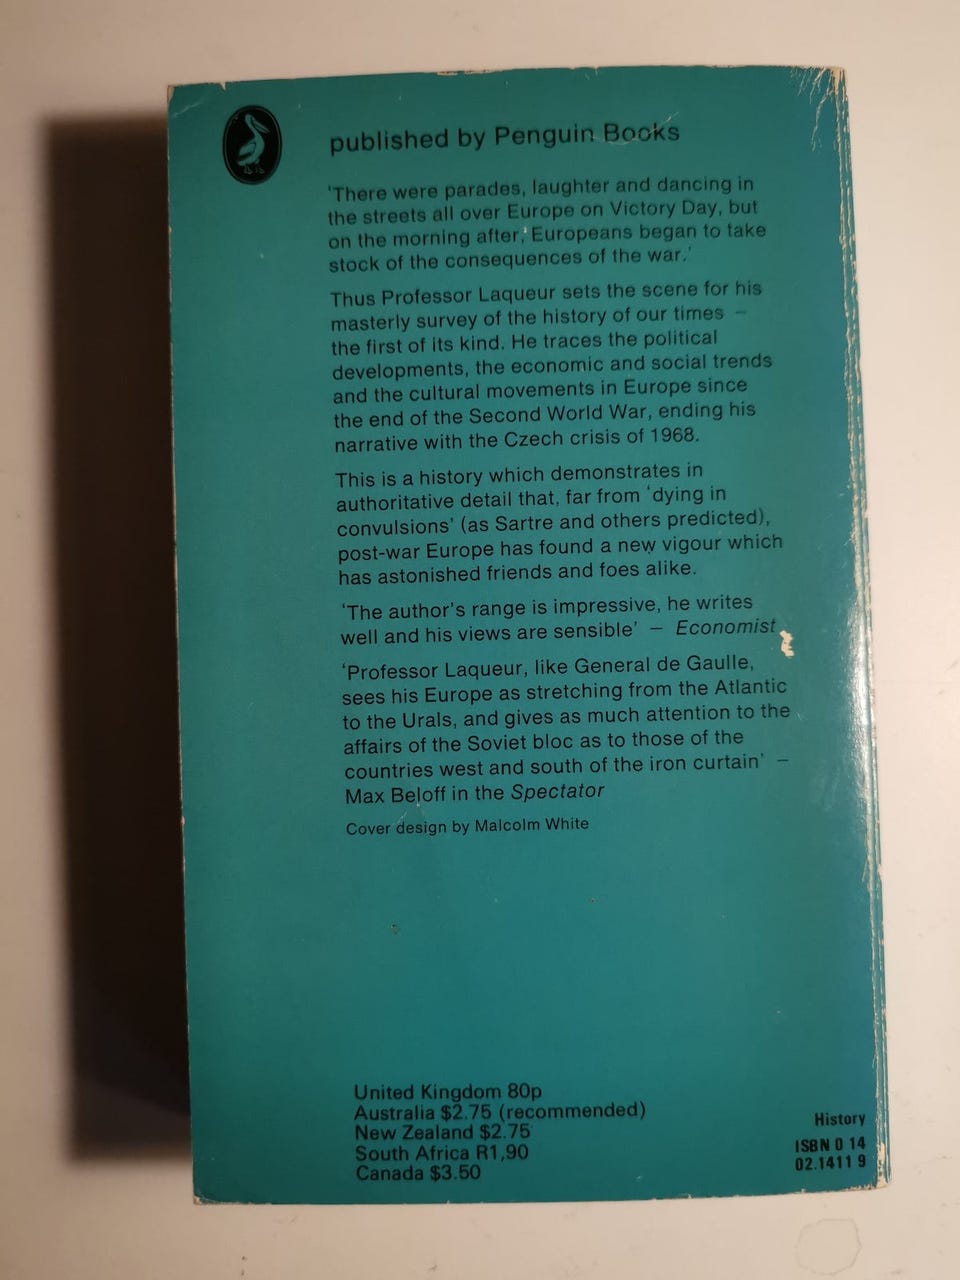 published by Penguin Books
'There were parades, laughter and dancing in
the streets all over Europe on Victory Day, but
on the morning after, Europeans began to take
stock of the consequences of the war.'
Thus Professor Laqueur sets the scene for his
masterly survey of the history of our times –
the first of its kind. He traces the political
developments, the economic and social trends
and the cultural movements in Europe since
the end of the Second World War, ending his
narrative with the Czech crisis of 1968.
This is a history which demonstrates in
authoritative detail that, far from 'dying in
convulsions' (as Sartre and others predicted),
post-war Europe has found a new vigour which
has astonished friends and foes alike.
'The author's range is impressive, he writes
well and his views are sensible' – Economist
'Professor Laqueur, like General de Gaulle,
sees his Europe as stretching from the Atlantic
to the Urals, and gives as much attention to the
affairs of the Soviet bloc as to those of the
countries west and south of the iron curtain' –
Max Beloff in the Spectator
Cover design by Malcolm White
United Kingdom 80p
Australia $2.75 (recommended)
New Zealand $2.75
South Africa R1,90
Canada $3.50
History
ISBN 0 14
02.1411 9